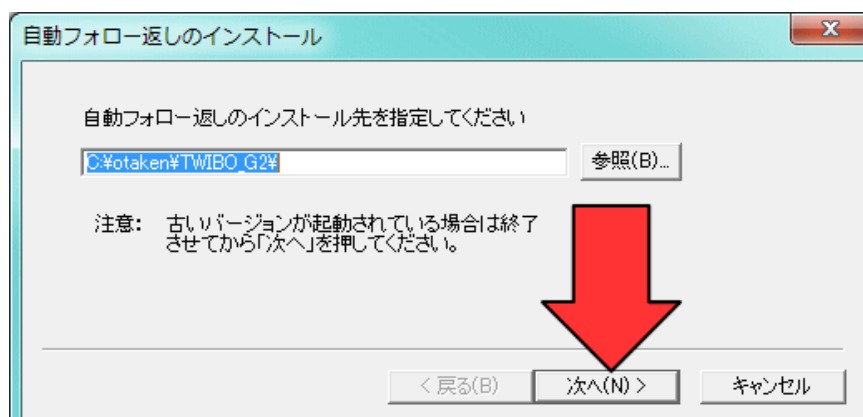 自動フォロー返しのインストール
自動フォロー返しのインストール先を指定してください
C:¥otaken¥TWIBO_G2¥
参照(B)...
注意: 古いバージョンが起動されている場合は終了
させてから「次へ」を押してください。
< 戻る(B)
次へ(N) >
キャンセル